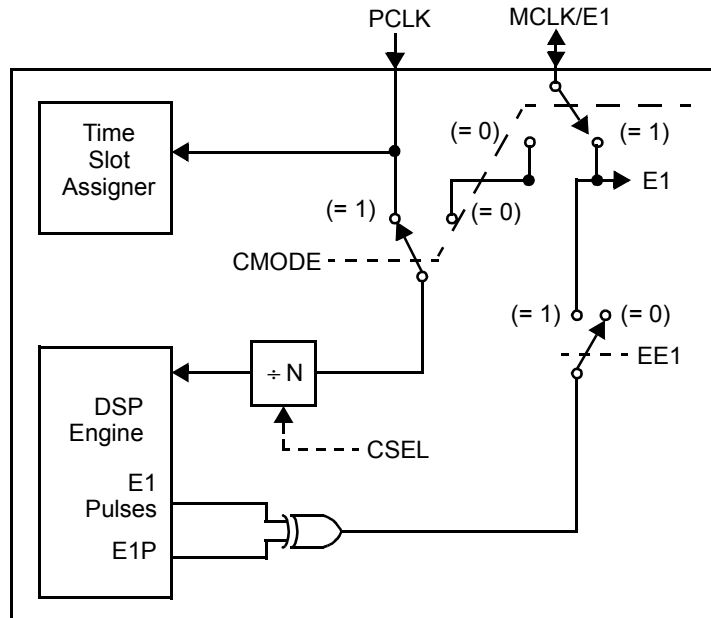 PCLK
MCLK/E1
Time
Slot
Assigner
(= 0)
(= 1)
E1
(= 1)
(= 0)
CMODE
(= 1)
(= 0)
EE1
÷ N
DSP
Engine
CSEL
E1
Pulses
E1P